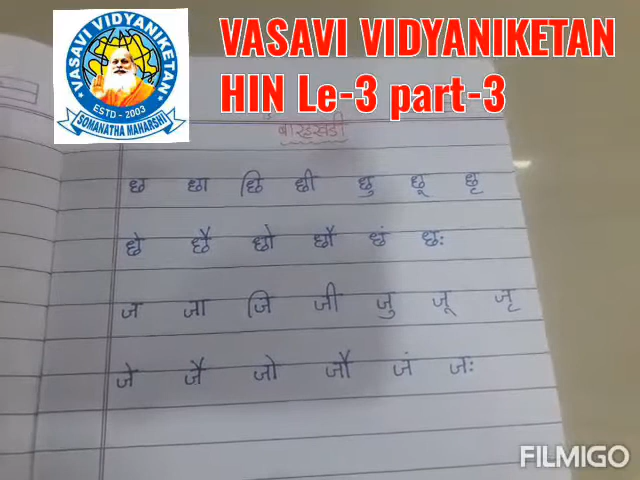 VASAVI VIDYANIKETAN
ESTD - 2003
SOMANATHA MAHARSHI
VASAVI VIDYANIKETAN
HIN Le-3 part-3
बारहखडी
छ छा छि छी छु छू छृ
छे छै छो छौ छं छः
ज जा जि जी जु जू जृ
जे जै जो जौ जं जः
FILMIGO